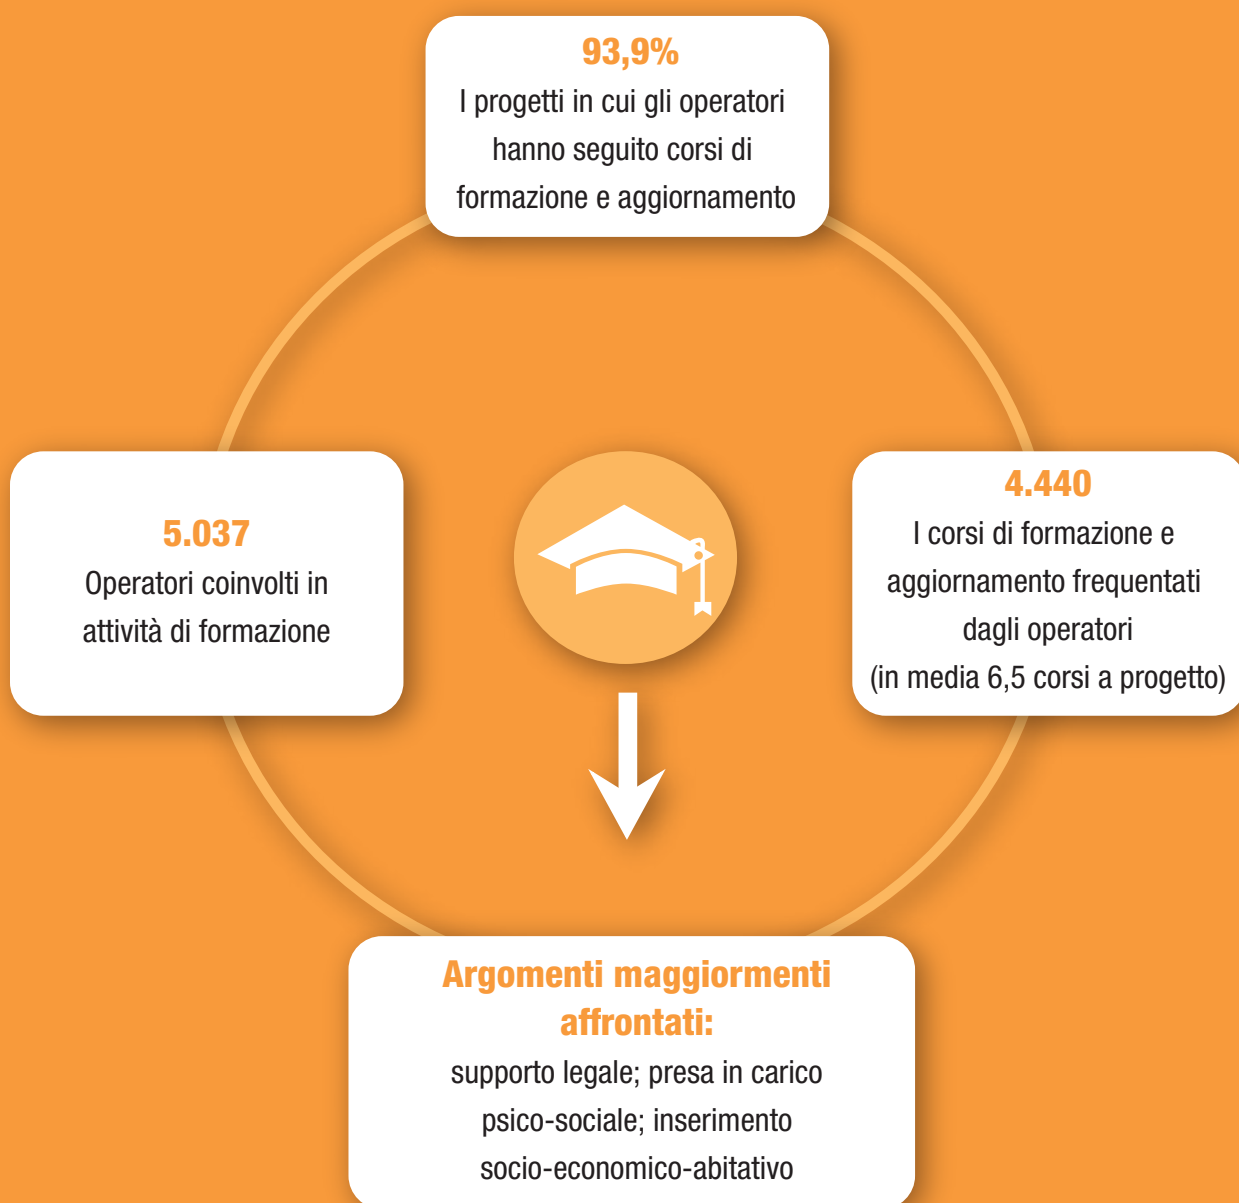 93,9%
I progetti in cui gli operatori
hanno seguito corsi di
formazione e aggiornamento
5.037
Operatori coinvolti in
attività di formazione
4.440
I corsi di formazione e
aggiornamento frequentati
dagli operatori
(in media 6,5 corsi a progetto)
Argomenti maggiormenti
affrontati:
supporto legale; presa in carico
psico-sociale; inserimento
socio-economico-abitativo